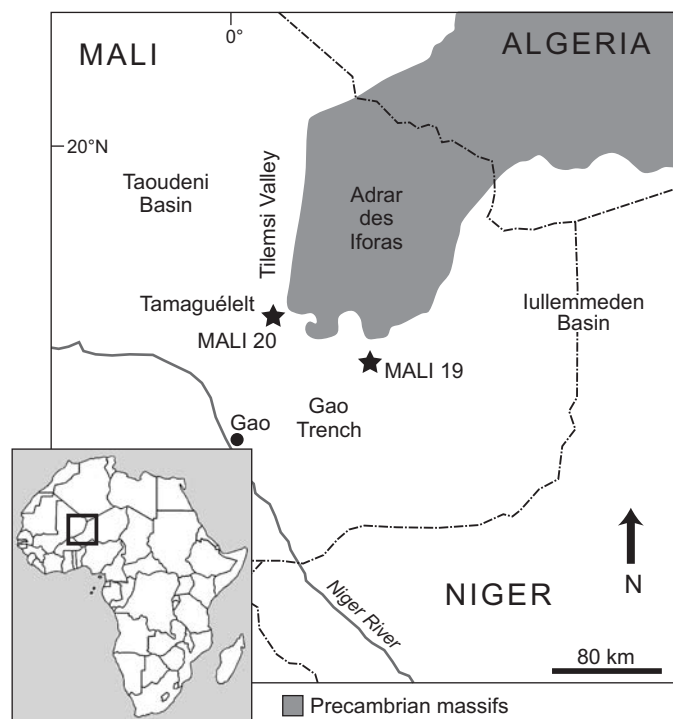 0°
MALI
ALGERIA
20°N
Taoudeni
Basin
Tilemsi Valley
Adrar
des
Iforas
Tamaguélelt
MALI 20
Iullemmeden
Basin
MALI 19
Gao
Trench
Gao
NIGER
N
Niger River
80 km
Precambrian massifs